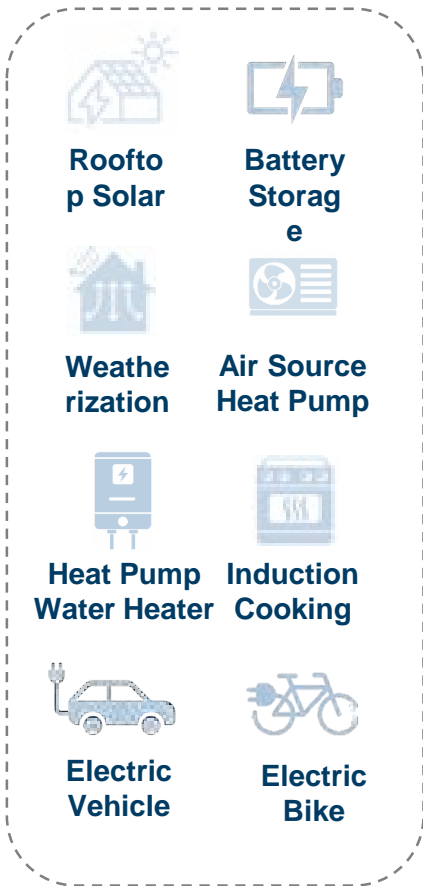 Roofto
p Solar
Battery
Storag
e
Weathe
rization
Air Source
Heat Pump
Heat Pump
Water Heater
Induction
Cooking
Electric
Vehicle
Electric
Bike